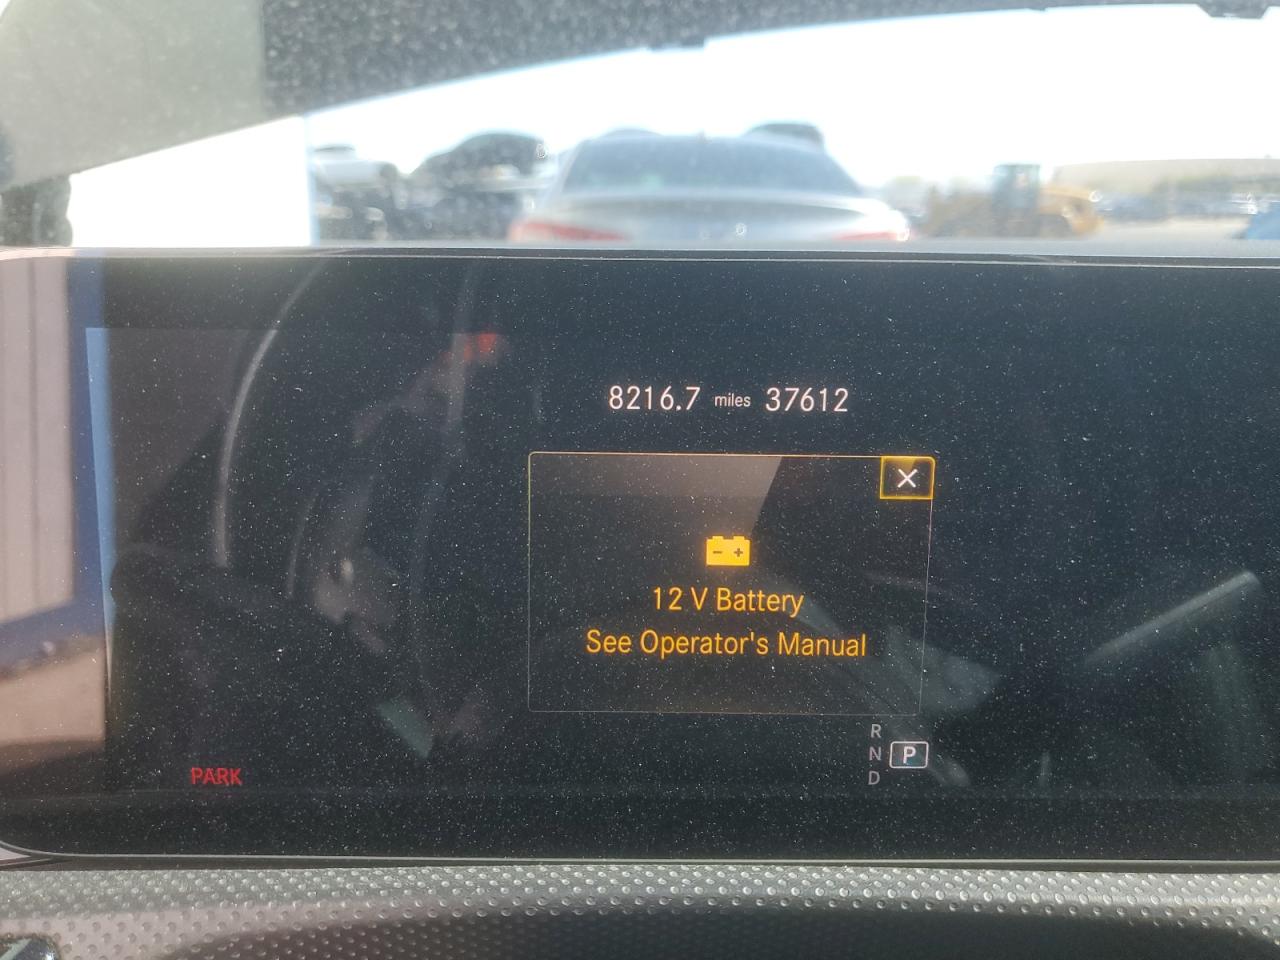 8216.7 miles 37612
X
- +
12 V Battery
See Operator's Manual
R
N P
D
PARK